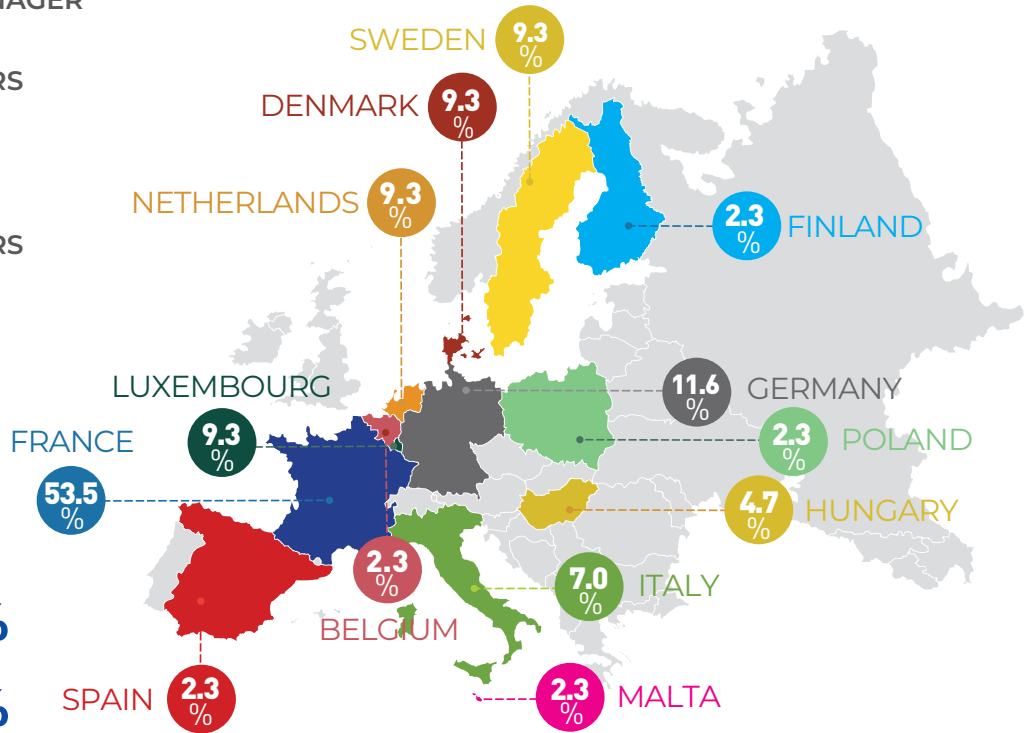 SWEDEN
9.3
%
DENMARK
9.3
%
RS
NETHERLANDS
9.3
%
RS
2.3
%
FINLAND
LUXEMBOURG
9.3
%
11.6
%
GERMANY
FRANCE
53.5
%
2.3
%
POLAND
4.7
%
HUNGARY
2.3
%
BELGIUM
7.0
%
ITALY
%
SPAIN
2.3
%
2.3
%
MALTA
%